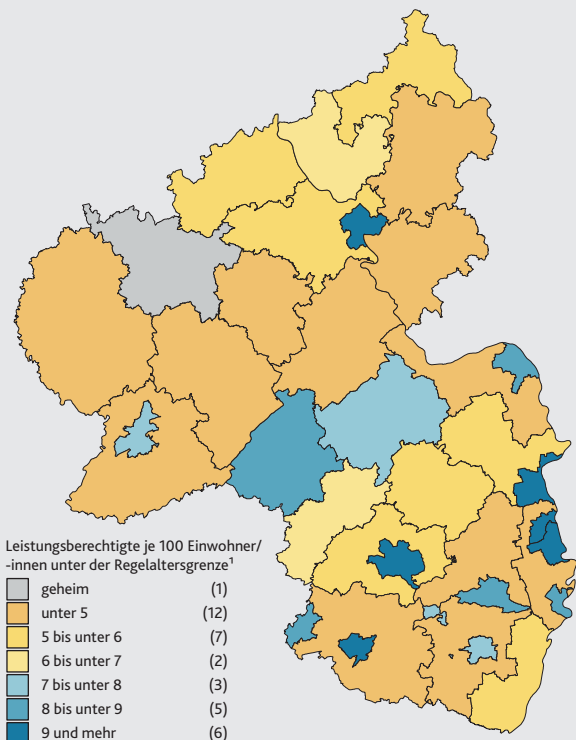 Leistungsberechtigte je 100 Einwohner/
-innen unter der Regelaltersgrenze¹
geheim (1)
unter 5 (12)
5 bis unter 6 (7)
6 bis unter 7 (2)
7 bis unter 8 (3)
8 bis unter 9 (5)
9 und mehr (6)